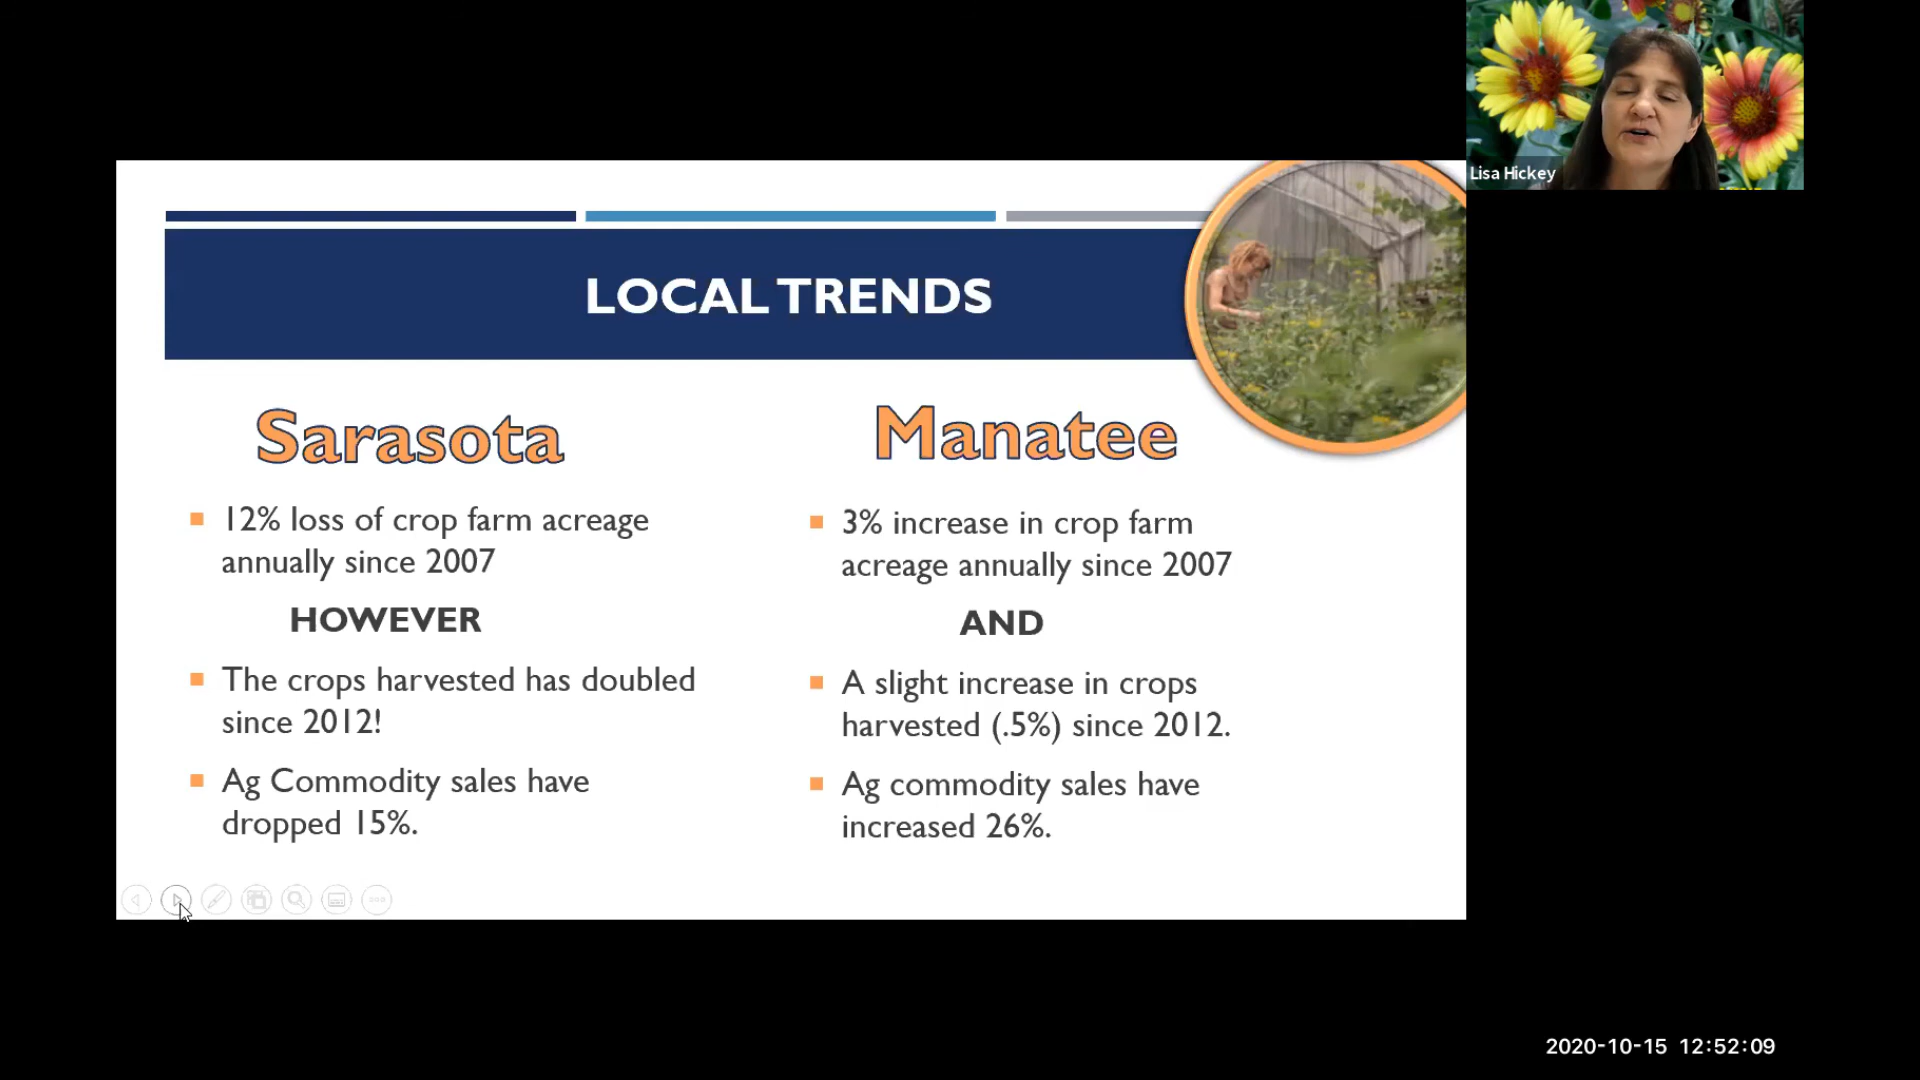 Lisa Hickey
LOCAL TRENDS
Sarasota
12% loss of crop farm acreage
annually since 2007
HOWEVER
The crops harvested has doubled
since 2012!
Ag Commodity sales have
dropped 15%.
Manatee
3% increase in crop farm
acreage annually since 2007
AND
A slight increase in crops
harvested (.5%) since 2012.
Ag commodity sales have
increased 26%.
2020-10-15 12:52:09